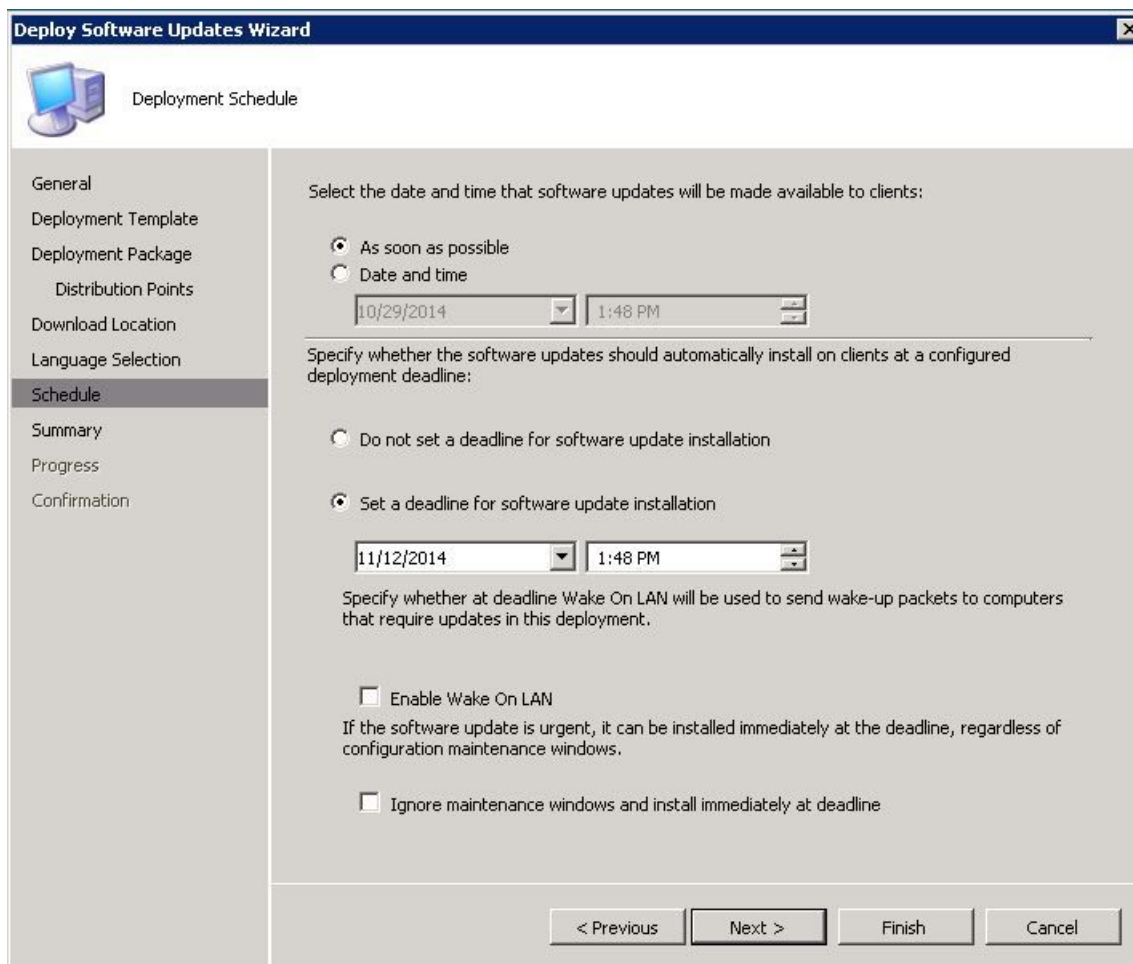 Deploy Software Updates Wizard
Deployment Schedule
General
Deployment Template
Deployment Package
Distribution Points
Download Location
Language Selection
Schedule
Summary
Progress
Confirmation
Select the date and time that software updates will be made available to clients:
As soon as possible
Date and time
10/29/2014 1:48 PM
Specify whether the software updates should automatically install on clients at a configured
deployment deadline:
Do not set a deadline for software update installation
Set a deadline for software update installation
11/12/2014 1:48 PM
Specify whether at deadline Wake On LAN will be used to send wake-up packets to computers
that require updates in this deployment.
Enable Wake On LAN
If the software update is urgent, it can be installed immediately at the deadline, regardless of
configuration maintenance windows.
Ignore maintenance windows and install immediately at deadline
< Previous Next > Finish Cancel